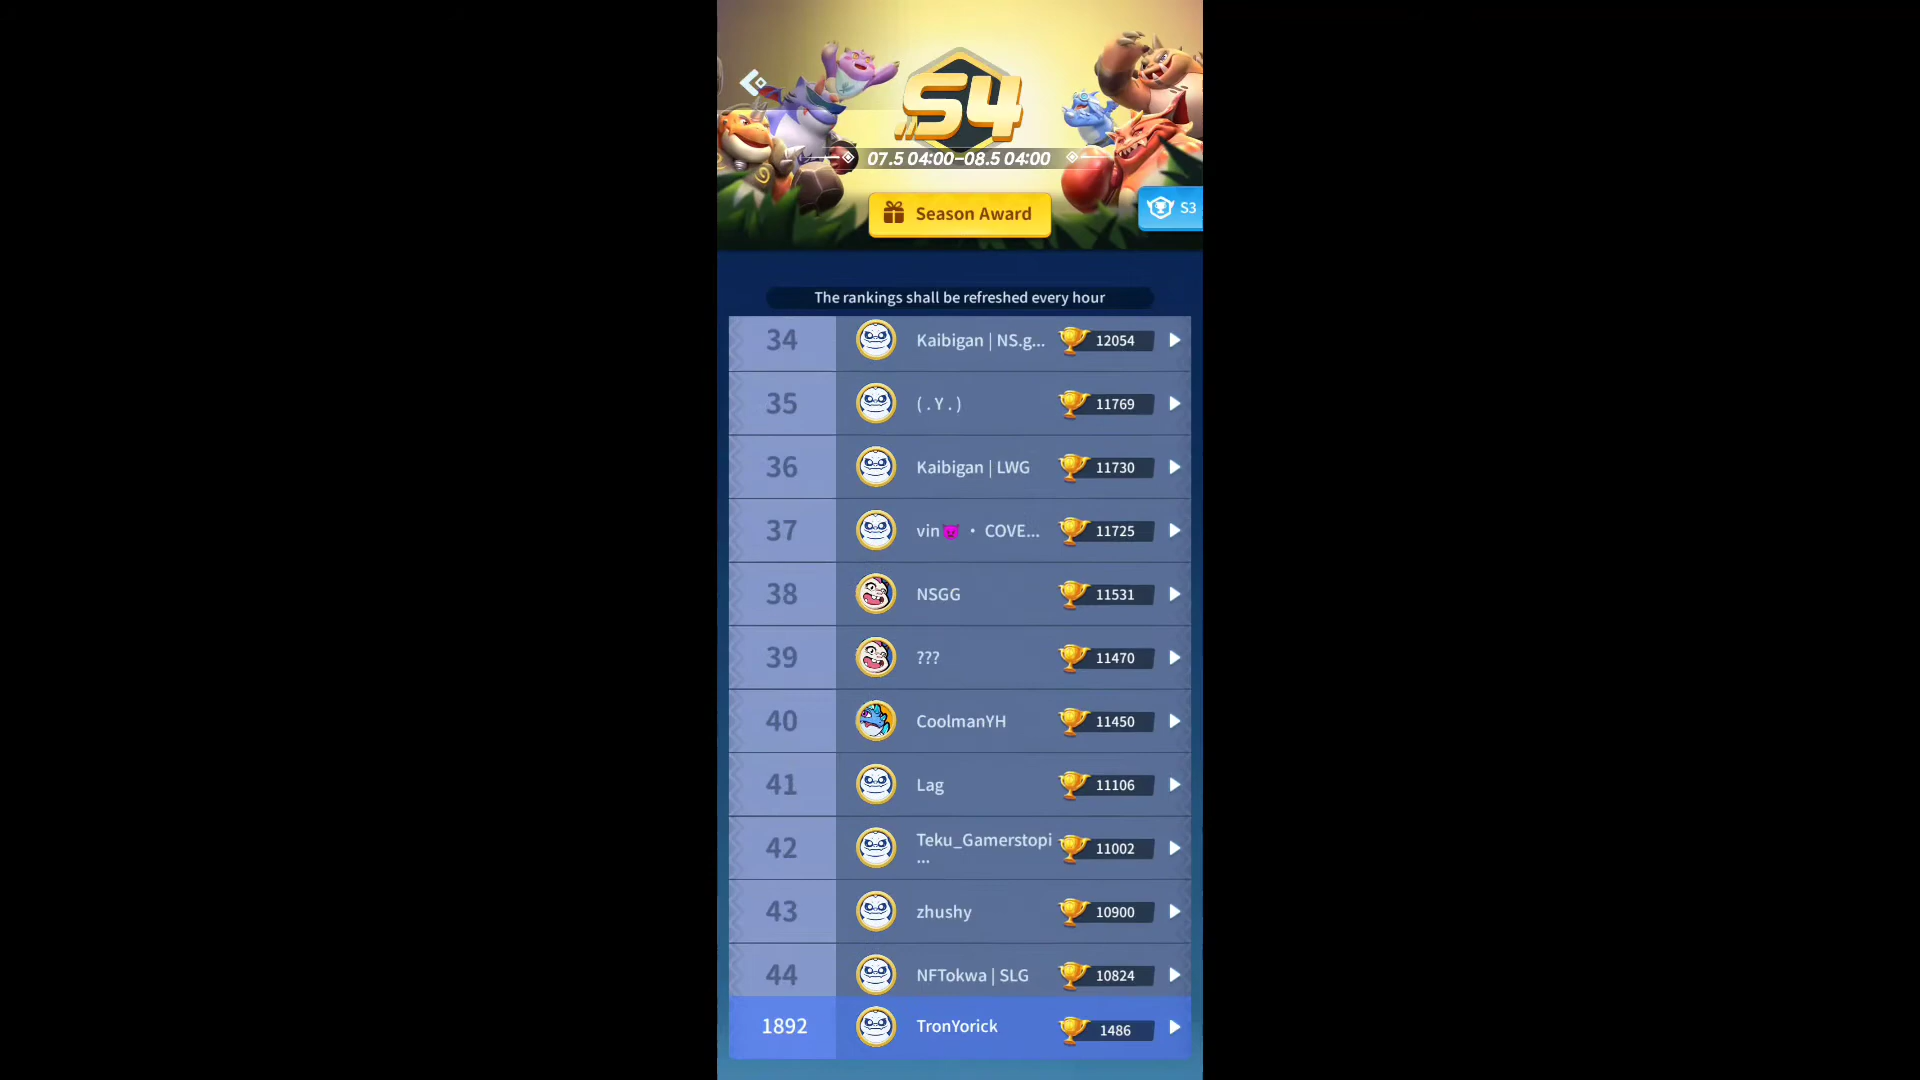 S4
07.5 04:00-08.5 04:00
Season Award
S3
The rankings shall be refreshed every hour
34 Kaibigan | NS.g... 12054
35 ( . Y . ) 11769
36 Kaibigan | LWG 11730
37 vin😈 • COVE... 11725
38 NSGG 11531
39 ??? 11470
40 CoolmanYH 11450
41 Lag 11106
42 Teku_Gamerstopi
... 11002
43 zhushy 10900
44 NFTokwa | SLG 10824
1892 TronYorick 1486